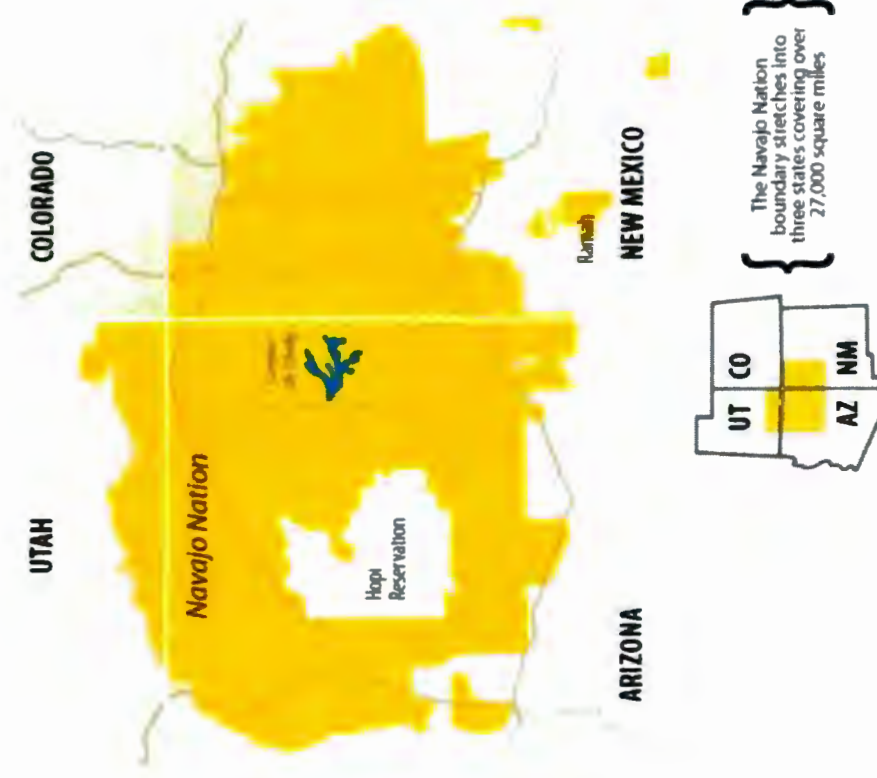 UTAH
COLORADO
Navajo Nation
Hopi
Reservation
Ramah
ARIZONA
NEW MEXICO
UT
CO
AZ
NM
The Navajo Nation
boundary stretches into
three states covering over
27,000 square miles